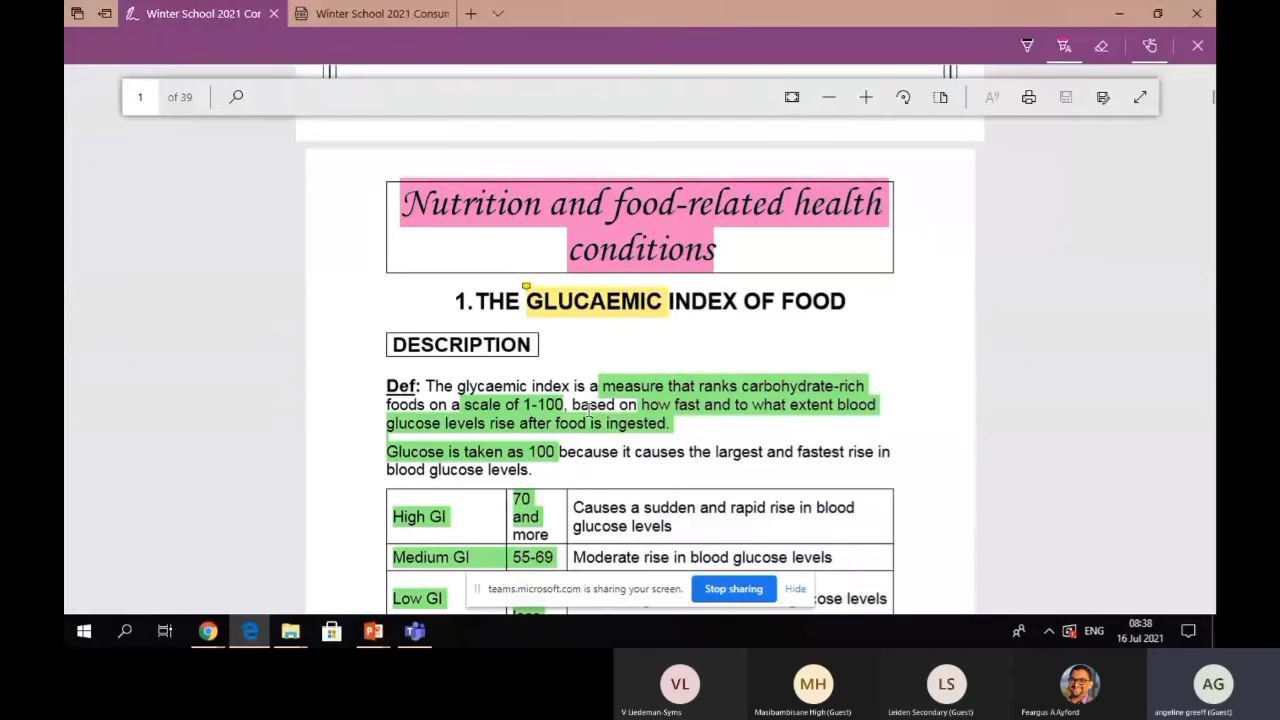 Winter School 2021 Cor
Winter School 2021 Consun
1 of 39
Nutrition and food-related health
conditions
1. THE GLUCAEMIC INDEX OF FOOD
DESCRIPTION
Def: The glycaemic index is a measure that ranks carbohydrate-rich
foods on a scale of 1-100, based on how fast and to what extent blood
glucose levels rise after food is ingested.
Glucose is taken as 100 because it causes the largest and fastest rise in
blood glucose levels.
High GI
70
and
more
Causes a sudden and rapid rise in blood
glucose levels
Medium GI
55-69
Moderate rise in blood glucose levels
Low GI
cose levels
teams.microsoft.com is sharing your screen.
Stop sharing
Hide
ENG
08:38
16 Jul 2021
VL
V Liedeman-Syms
MH
Masibambisane High (Guest)
LS
Leiden Secondary (Guest)
Feargus A Ayford
AG
angeline greeff (Guest)